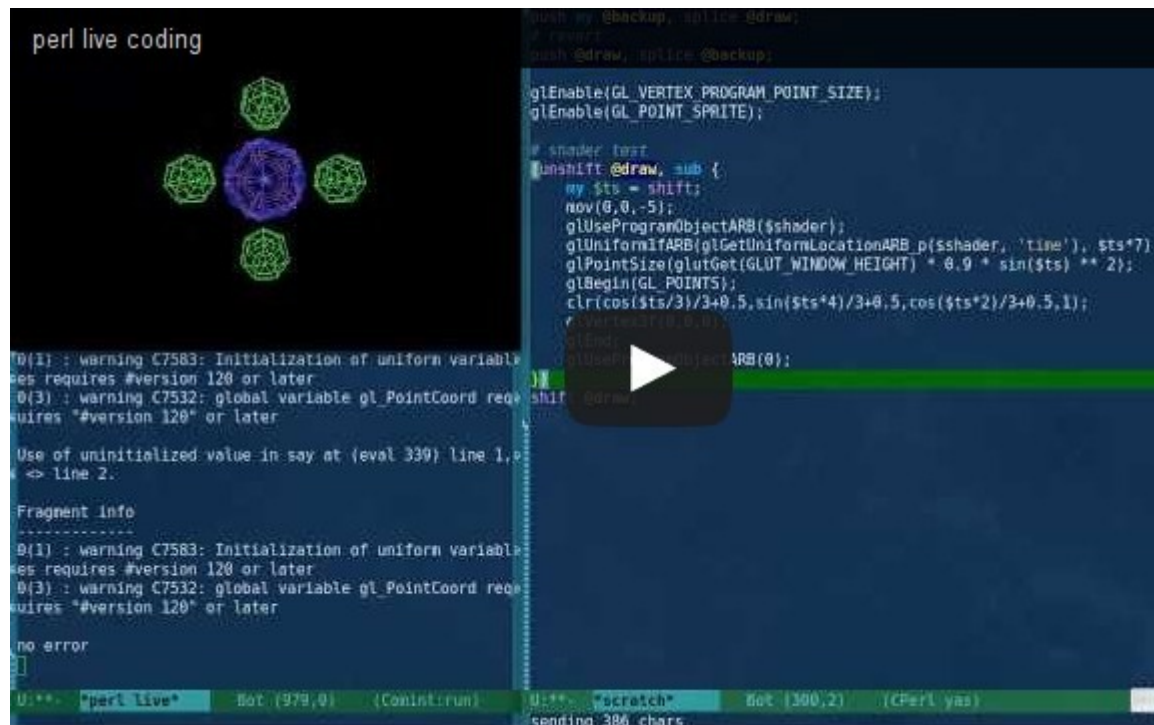 perl live coding
push my @backup, splice @draw;
# revert
push @draw, splice @backup;
glEnable(GL_VERTEX_PROGRAM_POINT_SIZE);
glEnable(GL_POINT_SPRITE);
# shader test
unshift @draw, sub {
my $ts = shift;
mov(0,0,-5);
glUseProgramObjectARB($shader);
glUniform1fARB(glGetUniformLocationARB_p($shader, 'time'), $ts*7)
glPointSize(glutGet(GLUT_WINDOW_HEIGHT) * 0.9 * sin($ts) ** 2);
glBegin(GL_POINTS);
clr(cos($ts/3)/3+0.5,sin($ts*4)/3+0.5,cos($ts*2)/3+0.5,1);
glVertex3f(0,0,0);
glEnd;
glUseProgramObjectARB(0);
}}
shift @draw;
0(1) : warning C7583: Initialization of uniform variabl
es requires #version 120 or later
0(3) : warning C7532: global variable gl_PointCoord req
uires "#version 120" or later
Use of uninitialized value in say at (eval 339) line 1,
<> line 2.
Fragment info
-------------
0(1) : warning C7583: Initialization of uniform variabl
es requires #version 120 or later
0(3) : warning C7532: global variable gl_PointCoord req
uires "#version 120" or later
no error
U:**- *perl live* Bot (979,0) (Comint:run)
U:**- *scratch* Bot (300,2) (CPerl yas)
sending 386 chars